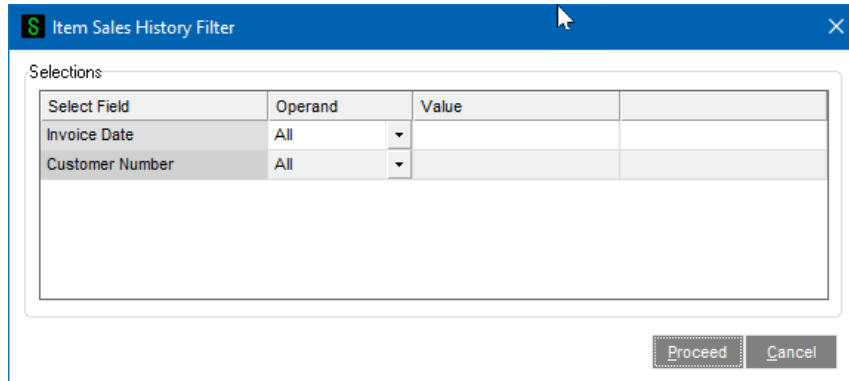 S Item Sales History Filter
Selections
Select Field Operand Value
Invoice Date All
Customer Number All
Proceed Cancel